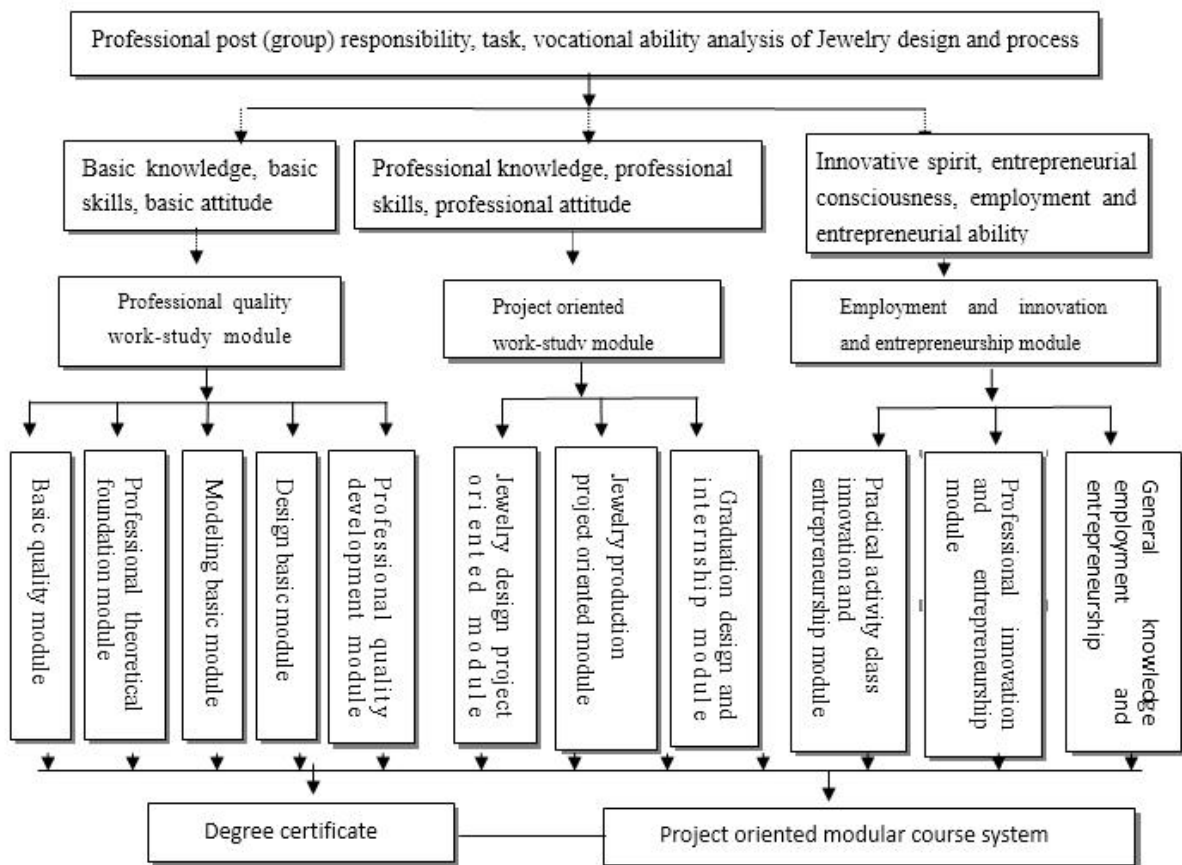 Professional post (group) responsibility, task, vocational ability analysis of Jewelry design and process
Basic knowledge, basic
skills, basic attitude
Professional knowledge, professional
skills, professional attitude
Innovative spirit, entrepreneurial
consciousness, employment and
entrepreneurial ability
Professional quality
work-study module
Project oriented
work-study module
Employment and innovation
and entrepreneurship module
Basic quality module
Professional theoretical
foundation module
Modeling basic module
Design basic module
Professional quality
development module
Jewelry design project
oriented module
Jewelry production
project oriented module
Graduation design and
internship module
Practical activity class
innovation and
entrepreneurship module
Professional innovation
and entrepreneurship
module
General knowledge
employment and
entrepreneurship
Degree certificate
Project oriented modular course system